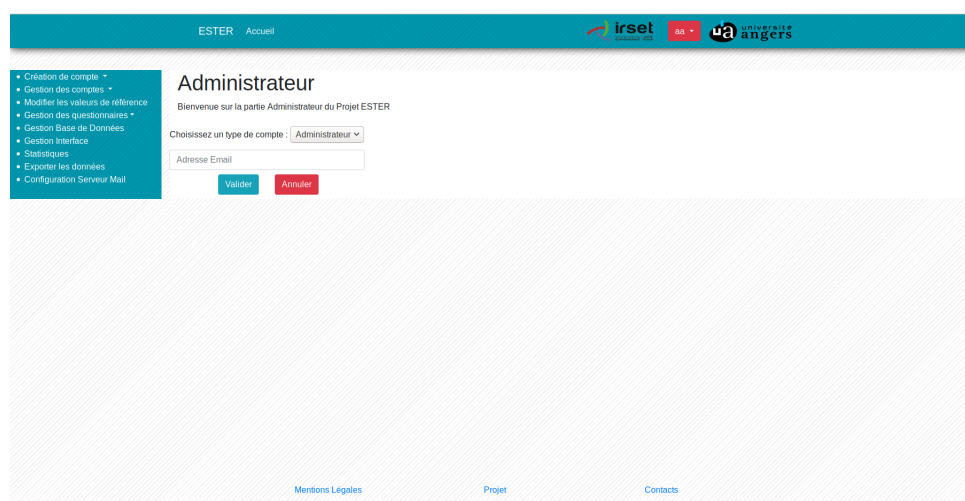 ESTER Accueil
irset
aa
ua université angers
Création de compte
Gestion des comptes
Modifier les valeurs de référence
Gestion des questionnaires
Gestion Base de Données
Gestion Interface
Statistiques
Exporter les données
Configuration Serveur Mail
Administrateur
Bienvenue sur la partie Administrateur du Projet ESTER
Choisissez un type de compte : Administrateur
Adresse Email
Valider Annuler
Mentions Légales Projet Contacts